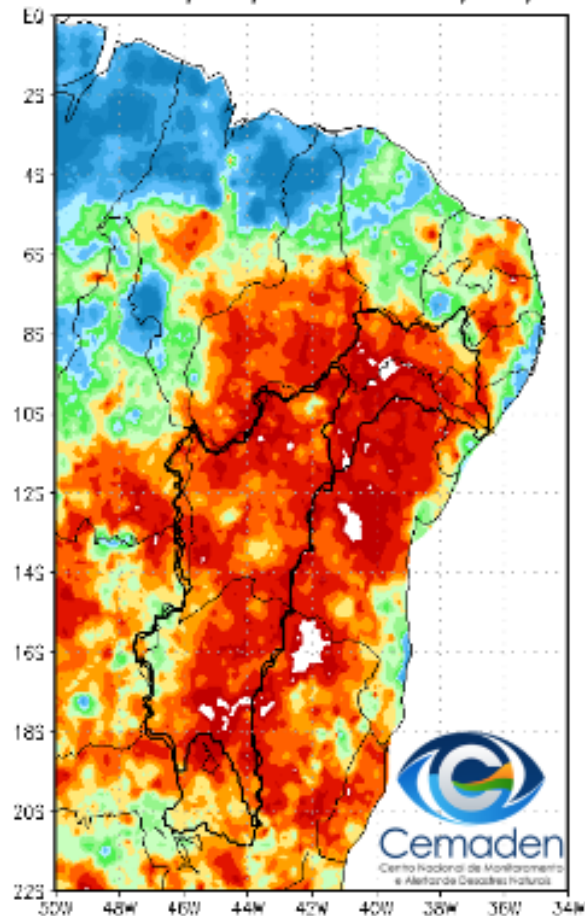 EQ
2S
4S
6S
8S
10S
12S
14S
16S
18S
20S
22S
Cemaden
Centro Nacional de Monitoramento
e Alertas de Desastres Naturais
50W 48W 46W 44W 42W 40W 38W 36W 34W